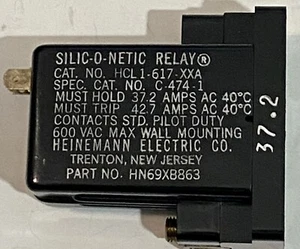 SILIC-O-NETIC RELAY®
CAT. NO. HCL1-617-XXA
SPEC. CAT. NO. C-474-1
MUST HOLD 37.2 AMPS AC 40°C
MUST TRIP 42.7 AMPS AC 40°C
CONTACTS STD. PILOT DUTY
600 VAC MAX WALL MOUNTING
HEINEMANN ELECTRIC CO.
TRENTON, NEW JERSEY
PART NO. HN69XB863
37.2